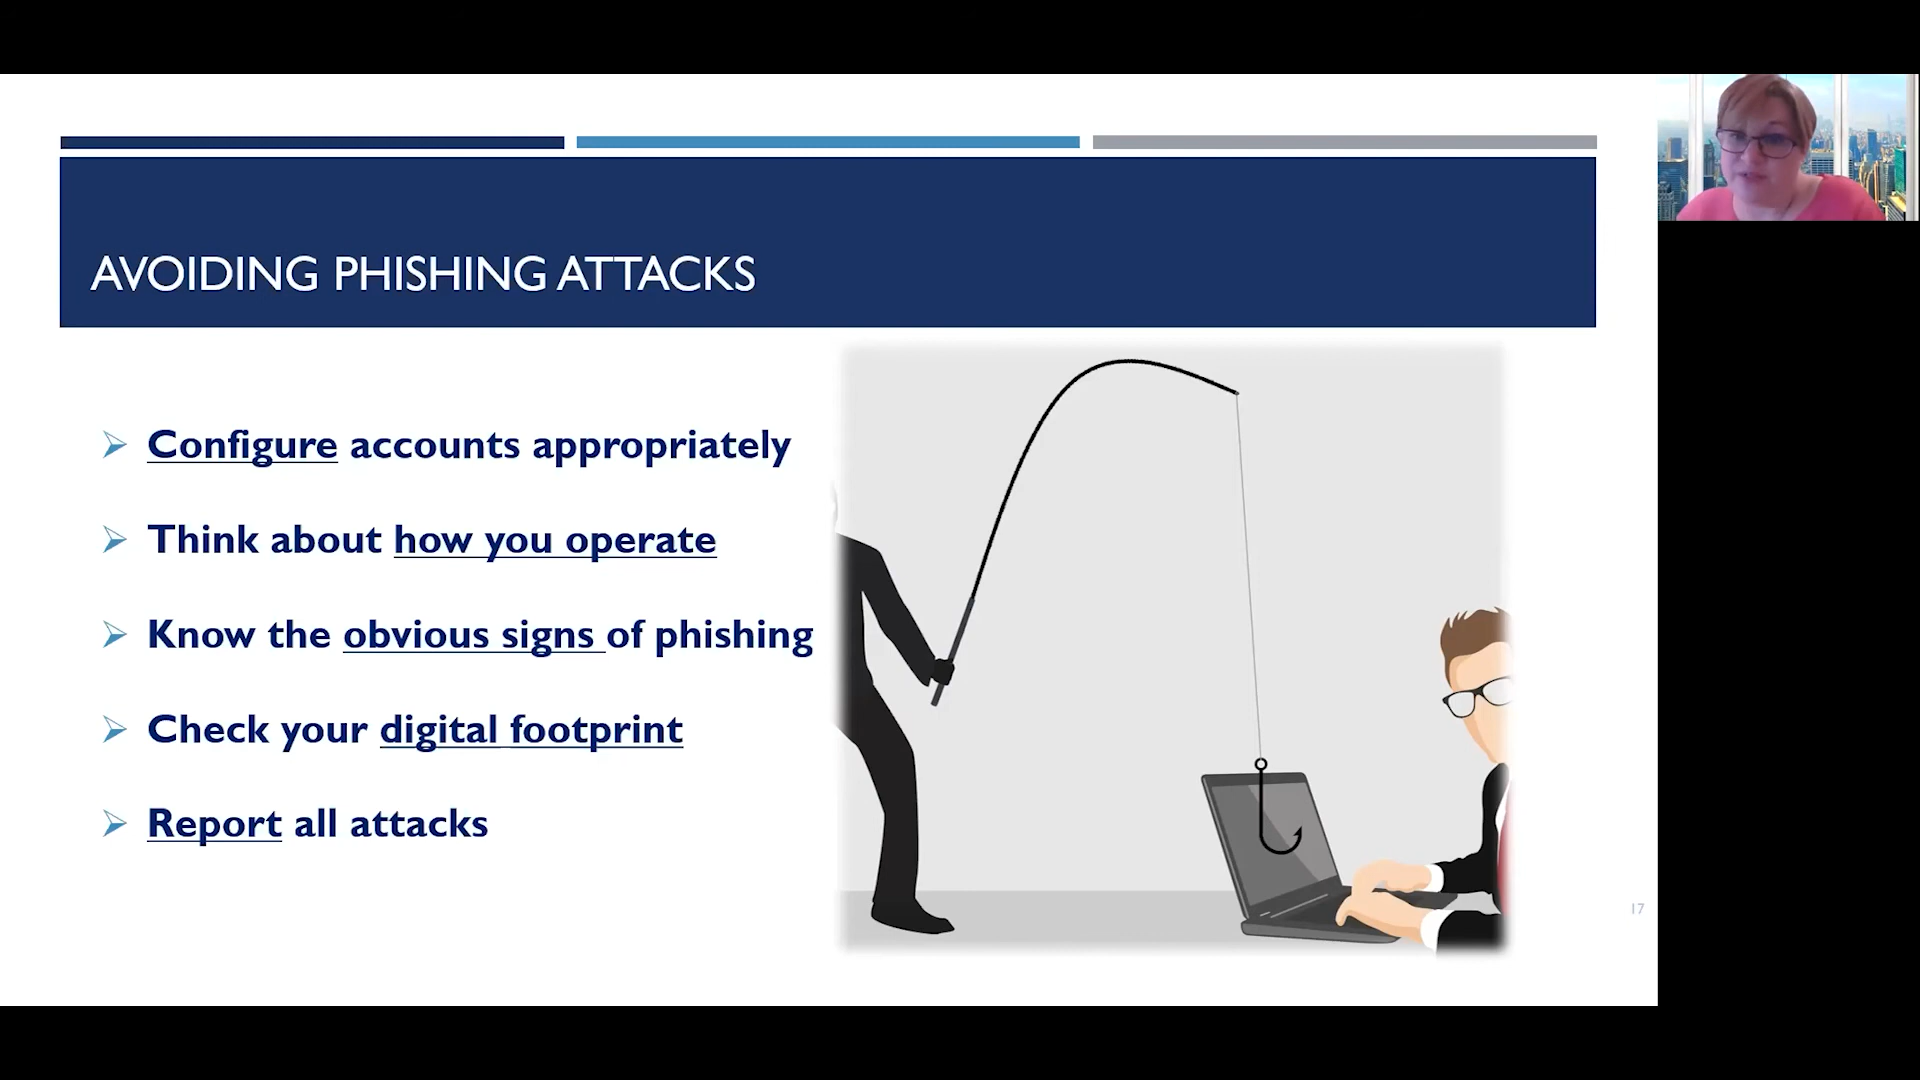 AVOIDING PHISHING ATTACKS
Configure accounts appropriately
Think about how you operate
Know the obvious signs of phishing
Check your digital footprint
Report all attacks
17